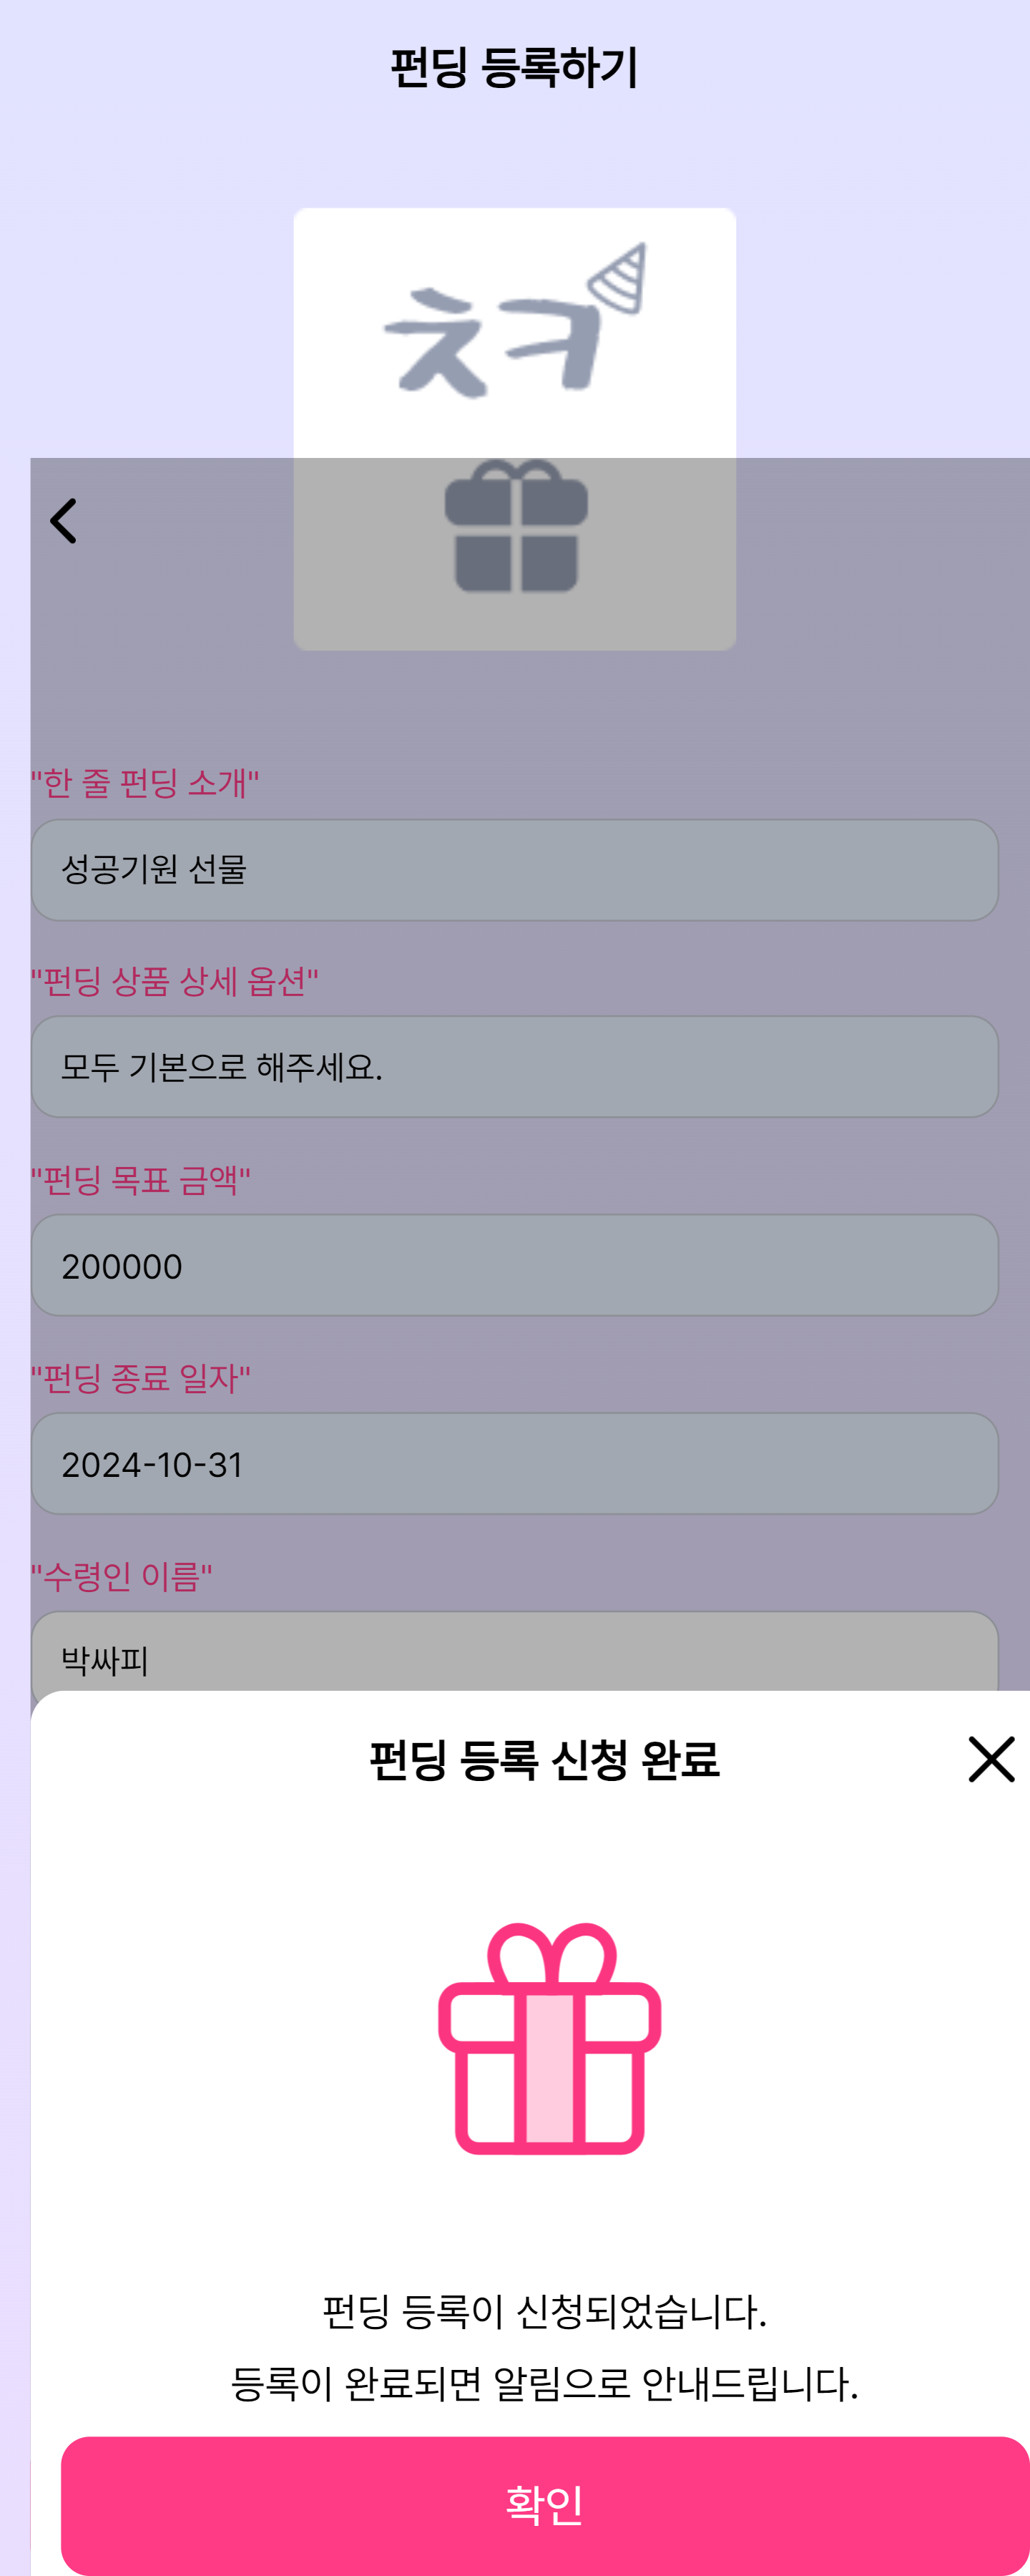 펀딩 등록하기
ㅊㅋ
"한 줄 펀딩 소개"
성공기원 선물
"펀딩 상품 상세 옵션"
모두 기본으로 해주세요.
"펀딩 목표 금액"
200000
"펀딩 종료 일자"
2024-10-31
"수령인 이름"
박싸피
펀딩 등록 신청 완료
펀딩 등록이 신청되었습니다.
등록이 완료되면 알림으로 안내드립니다.
확인